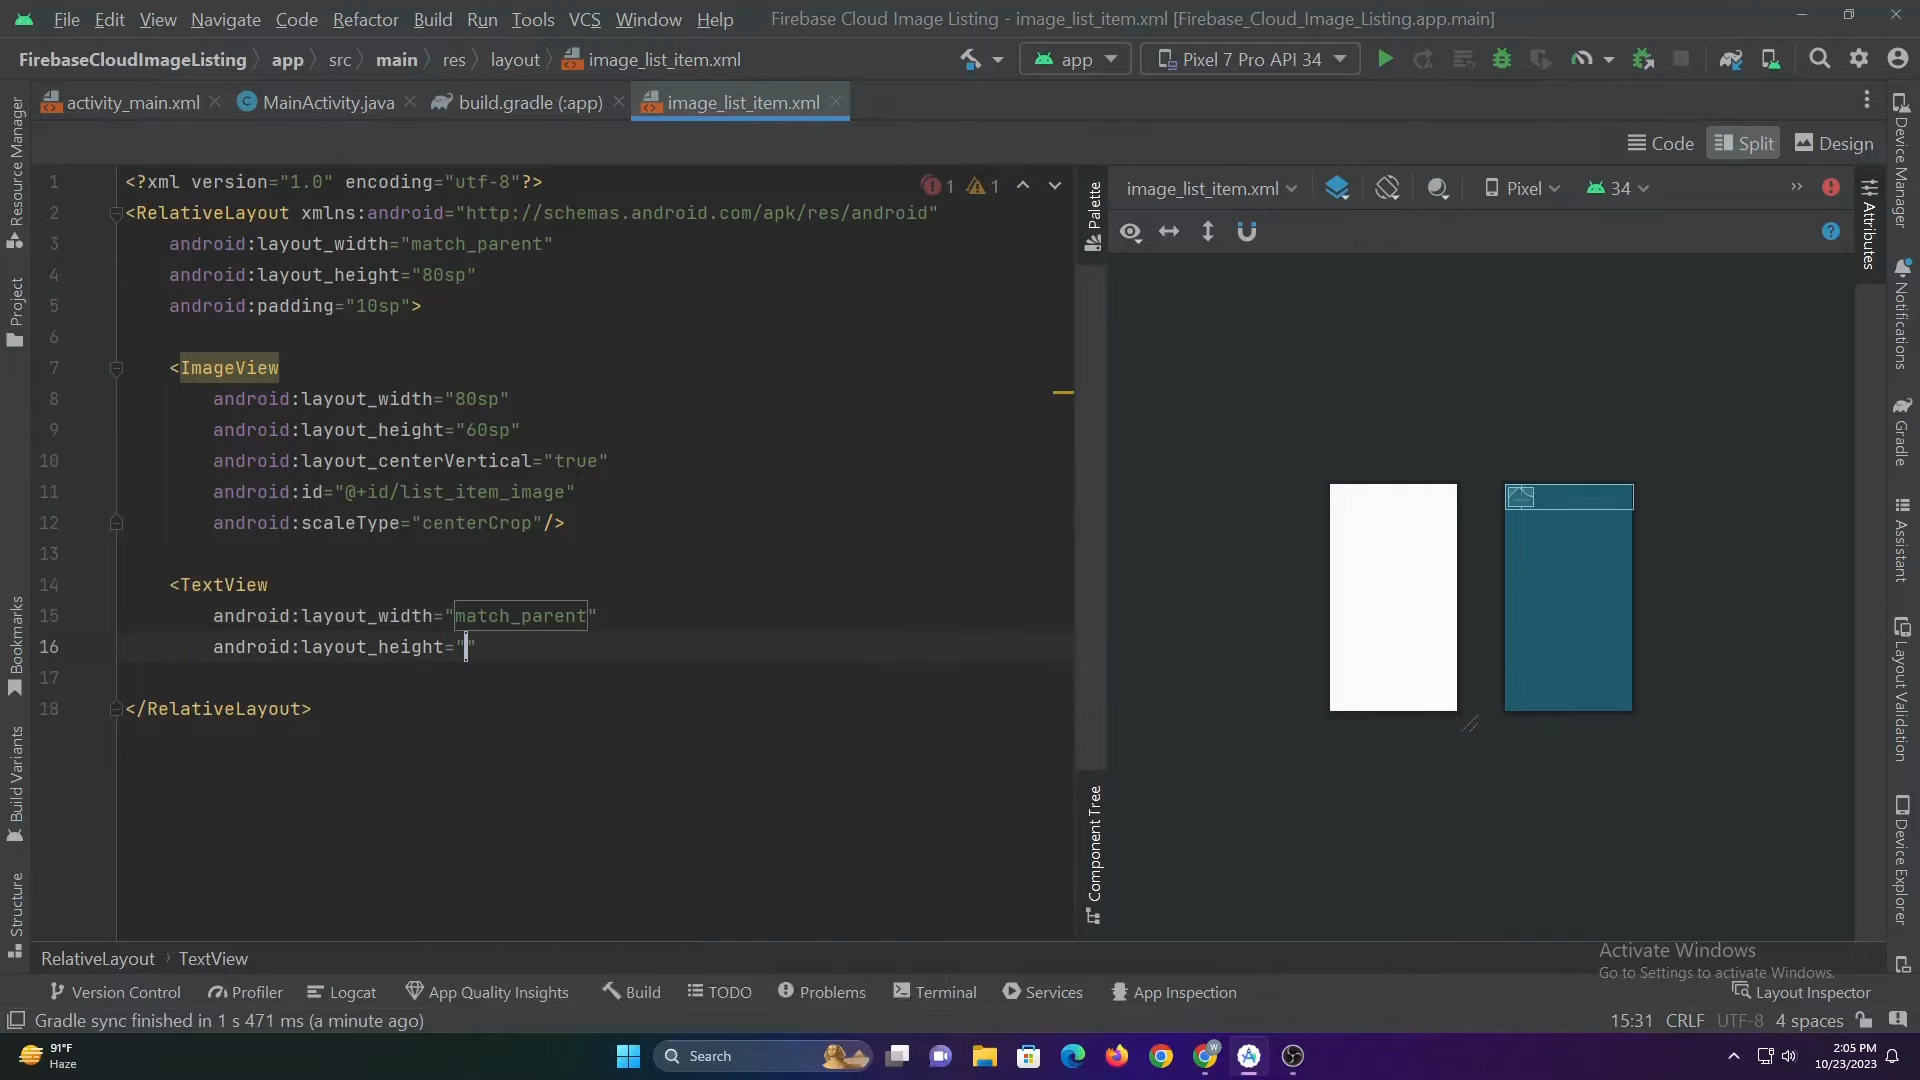 File Edit View Navigate Code Refactor Build Run Tools VCS Window Help Firebase Cloud Image Listing - image_list_item.xml [Firebase_Cloud_Image_Listing.app.main]
FirebaseCloudImageListing app src main res layout image_list_item.xml app Pixel 7 Pro API 34
activity_main.xml MainActivity.java build.gradle (:app) image_list_item.xml
Code Split Design
Resource Manager
Project
Bookmarks
Build Variants
Structure
1 <?xml version="1.0" encoding="utf-8"?>
2 <RelativeLayout xmlns:android="http://schemas.android.com/apk/res/android"
3 android:layout_width="match_parent"
4 android:layout_height="80sp"
5 android:padding="10sp">
6
7 <ImageView
8 android:layout_width="80sp"
9 android:layout_height="60sp"
10 android:layout_centerVertical="true"
11 android:id="@+id/list_item_image"
12 android:scaleType="centerCrop"/>
13
14 <TextView
15 android:layout_width="match_parent"
16 android:layout_height=""
17
18 </RelativeLayout>
1 1
Palette
Component Tree
image_list_item.xml Pixel 34
Attributes
Device Manager
Notifications
Gradle
Assistant
Layout Validation
Device Explorer
RelativeLayout TextView
Activate Windows
Go to Settings to activate Windows.
Version Control Profiler Logcat App Quality Insights Build TODO Problems Terminal Services App Inspection Layout Inspector
Gradle sync finished in 1 s 471 ms (a minute ago) 15:31 CRLF UTF-8 4 spaces
91°F
Haze
Search
2:05 PM
10/23/2023